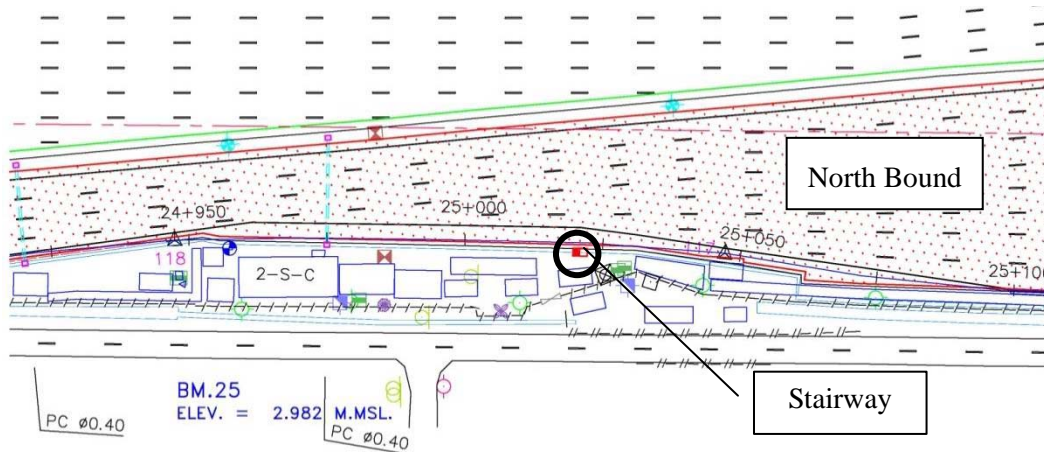 North Bound
24+950
25+000
25+050
117
118
25+100
2-S-C
BM.25
ELEV. = 2.982 M.MSL.
PC ø0.40
PC ø0.40
Stairway